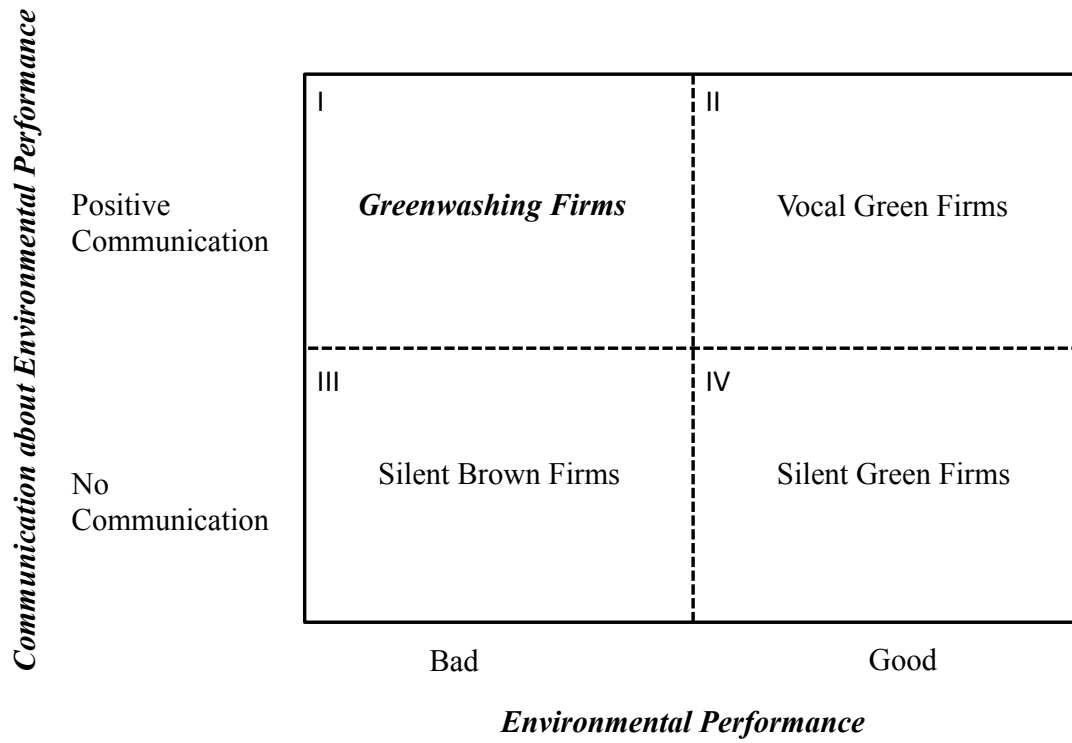 Communication about Environmental Performance
I
II
Positive
Communication
Greenwashing Firms
Vocal Green Firms
III
IV
No
Communication
Silent Brown Firms
Silent Green Firms
Bad
Good
Environmental Performance